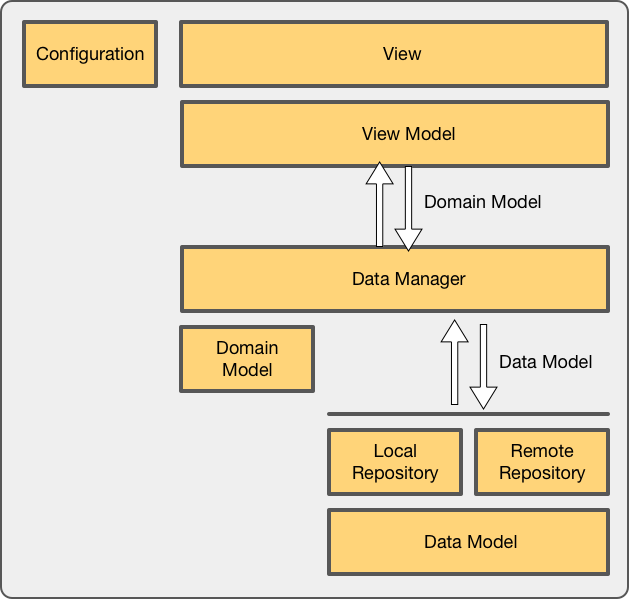 Configuration
View
View Model
Domain Model
Data Manager
Domain
Model
Data Model
Local
Repository
Remote
Repository
Data Model